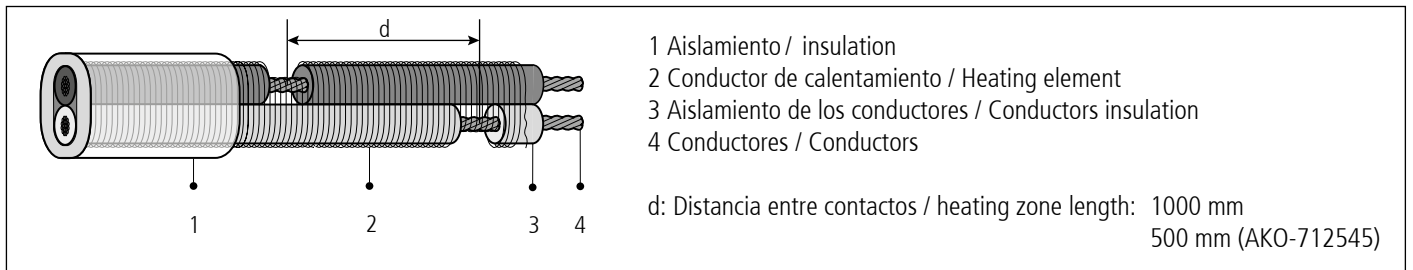 d
1 Aislamiento / insulation
2 Conductor de calentamiento / Heating element
3 Aislamiento de los conductores / Conductors insulation
4 Conductores / Conductors
d: Distancia entre contactos / heating zone length: 1000 mm
500 mm (AKO-712545)
1 2 3 4